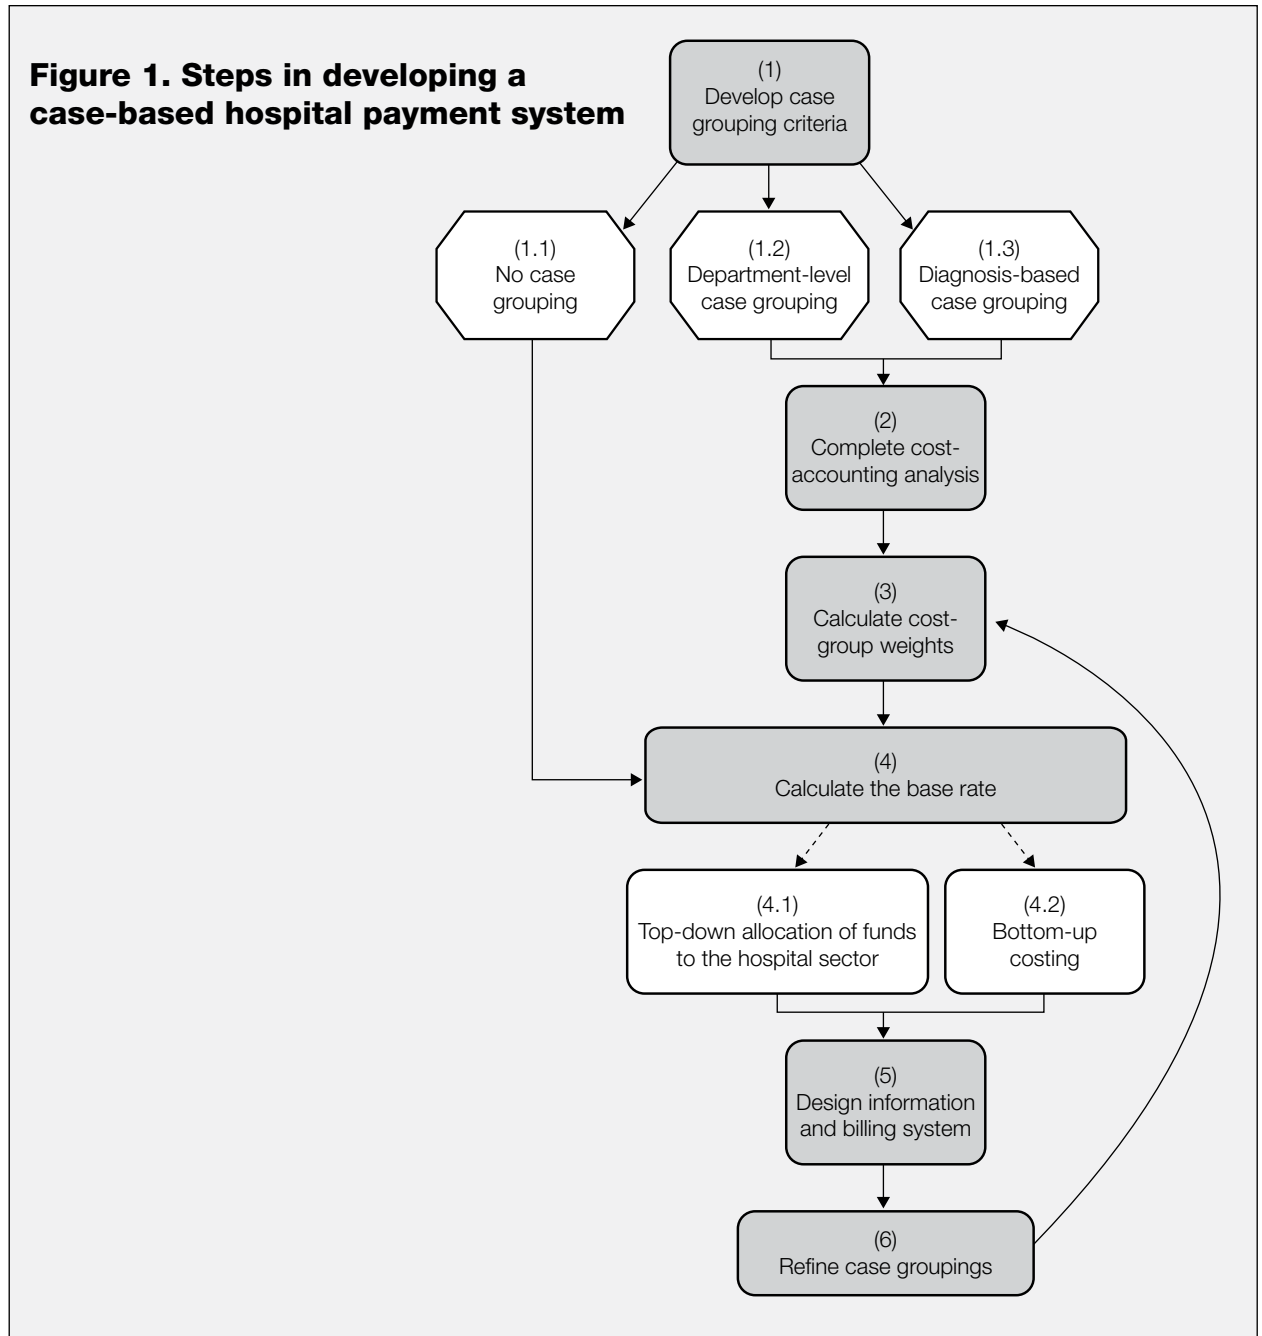 Figure 1. Steps in developing a
case-based hospital payment system
(1)
Develop case
grouping criteria
(1.1)
No case
grouping
(1.2)
Department-level
case grouping
(1.3)
Diagnosis-based
case grouping
(2)
Complete cost-
accounting analysis
(3)
Calculate cost-
group weights
(4)
Calculate the base rate
(4.1)
Top-down allocation of funds
to the hospital sector
(4.2)
Bottom-up
costing
(5)
Design information
and billing system
(6)
Refine case groupings